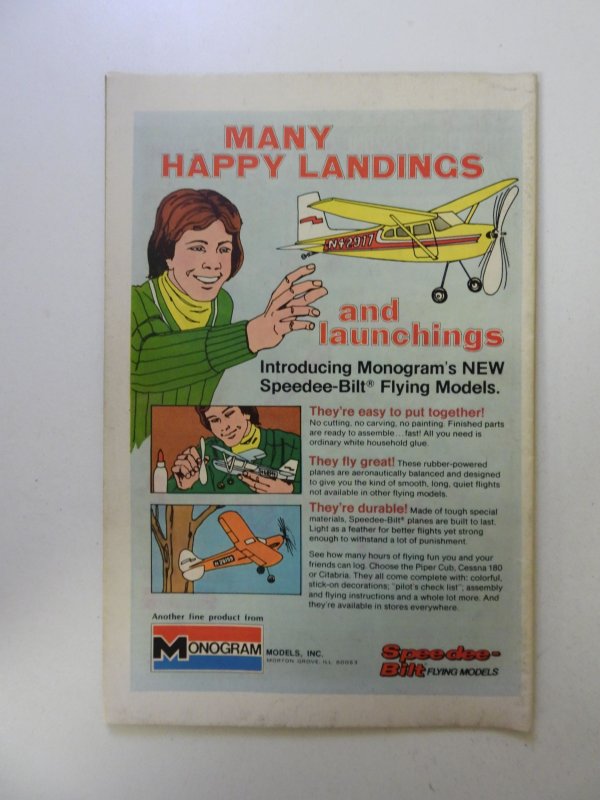 MANY
HAPPY LANDINGS
N42917
and
launchings
Introducing Monogram's NEW
Speedee-Bilt® Flying Models.
They're easy to put together!
No cutting, no carving, no painting. Finished parts
are ready to assemble...fast! All you need is
ordinary white household glue.
They fly great! These rubber-powered
planes are aeronautically balanced and designed
to give you the kind of smooth, long, quiet flights
not available in other flying models.
They're durable! Made of tough special
materials, Speedee-Bilt® planes are built to last.
Light as a feather for better flights yet strong
enough to withstand a lot of punishment.
See how many hours of flying fun you and your
friends can log. Choose the Piper Cub, Cessna 180
or Citabria. They all come complete with: colorful,
stick-on decorations; "pilot's check list"; assembly
and flying instructions and a whole lot more. And
they're available in stores everywhere.
Another fine product from
MONOGRAM
MODELS, INC.
MORTON GROVE ILL 60053
Speedee-
Bilt FLYING MODELS